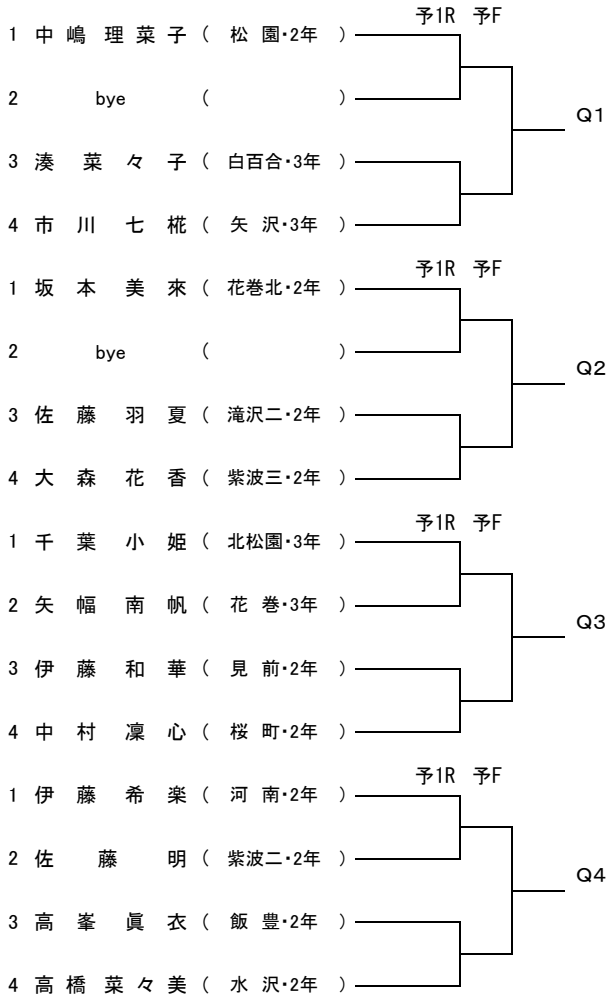 予1R 予F
1 中嶋理菜子 ( 松園・2年 )
2 bye ( )
Q1
3 湊菜々子 ( 白百合・3年 )
4 市川七椛 ( 矢沢・3年 )
予1R 予F
1 坂本美來 ( 花巻北・2年 )
2 bye ( )
Q2
3 佐藤羽夏 ( 滝沢二・2年 )
4 大森花香 ( 紫波三・2年 )
予1R 予F
1 千葉小姫 ( 北松園・3年 )
2 矢幅南帆 ( 花巻・3年 )
Q3
3 伊藤和華 ( 見前・2年 )
4 中村凜心 ( 桜町・2年 )
予1R 予F
1 伊藤希楽 ( 河南・2年 )
2 佐藤明 ( 紫波二・2年 )
Q4
3 高峯眞衣 ( 飯豊・2年 )
4 高橋菜々美 ( 水沢・2年 )